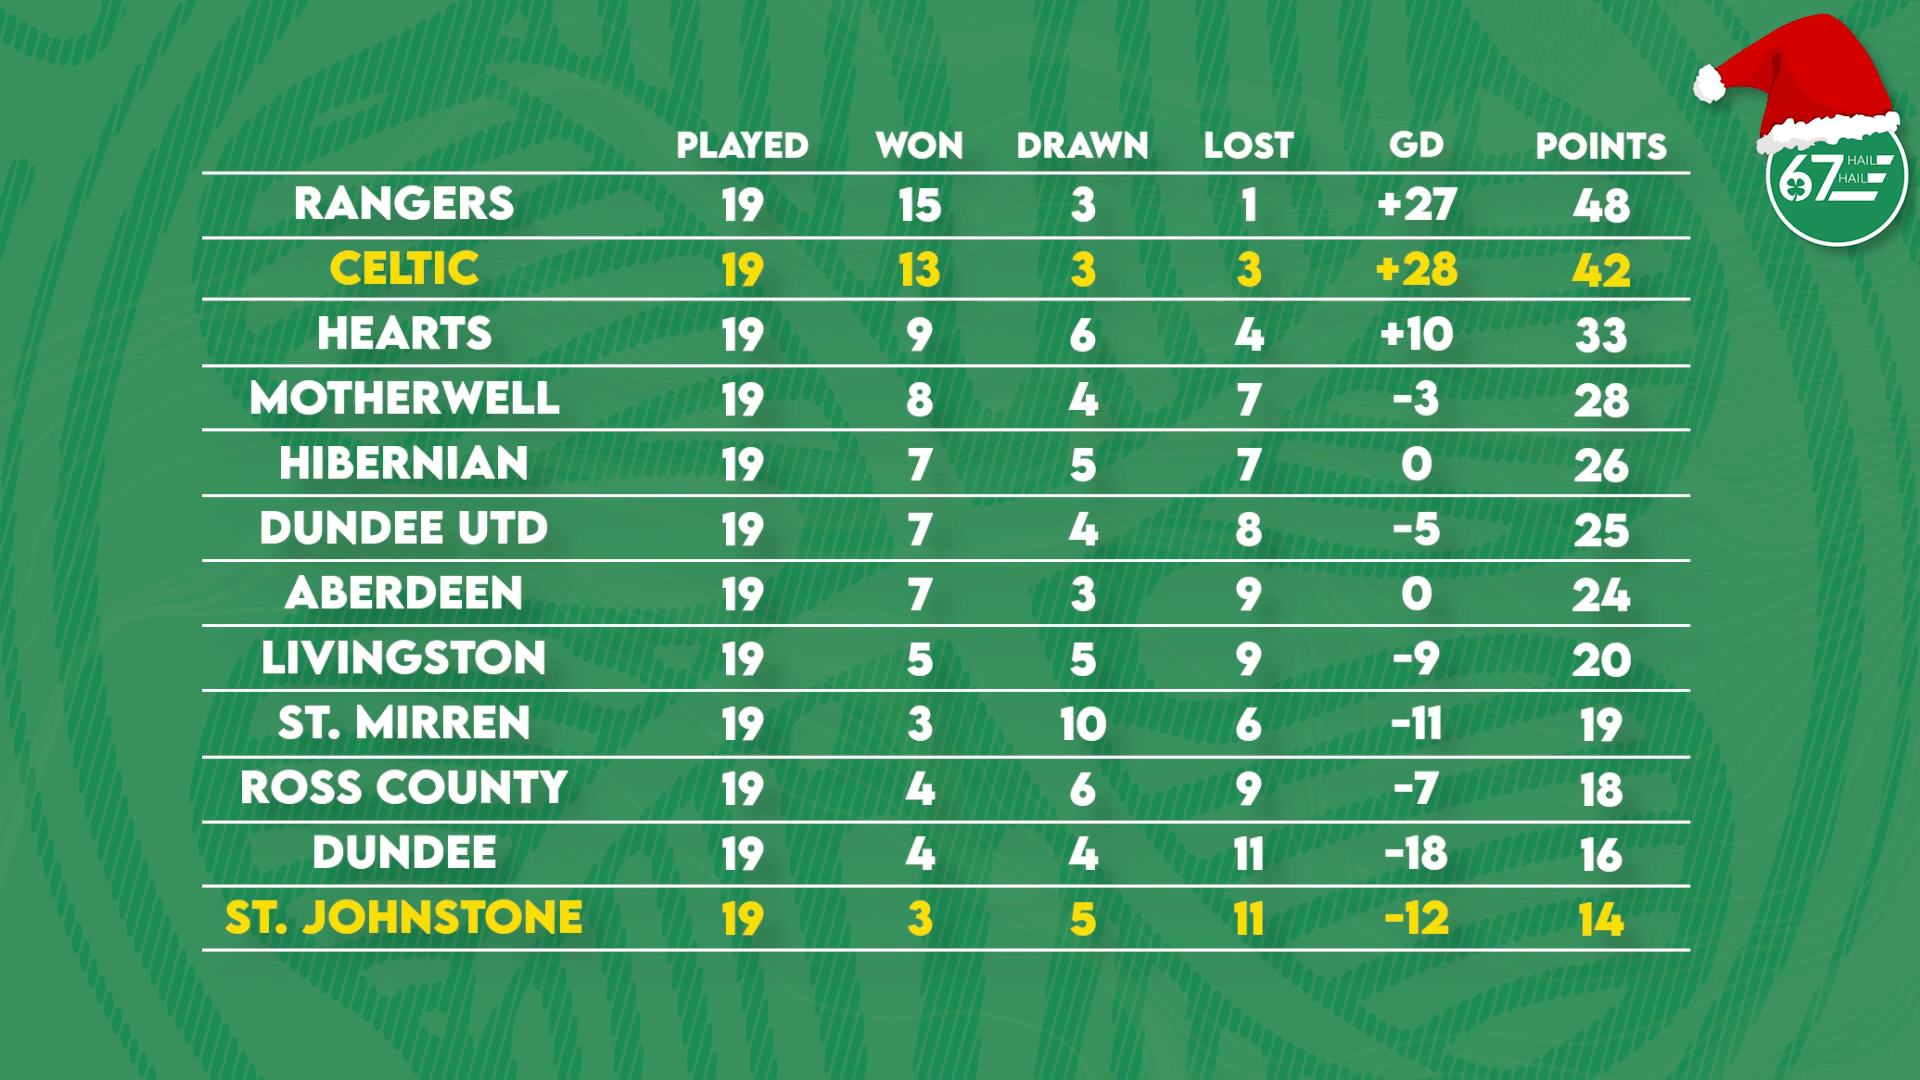 PLAYED WON DRAWN LOST GD POINTS
RANGERS 19 15 3 1 +27 48
CELTIC 19 13 3 3 +28 42
HEARTS 19 9 6 4 +10 33
MOTHERWELL 19 8 4 7 -3 28
HIBERNIAN 19 7 5 7 0 26
DUNDEE UTD 19 7 4 8 -5 25
ABERDEEN 19 7 3 9 0 24
LIVINGSTON 19 5 5 9 -9 20
ST. MIRREN 19 3 10 6 -11 19
ROSS COUNTY 19 4 6 9 -7 18
DUNDEE 19 4 4 11 -18 16
ST. JOHNSTONE 19 3 5 11 -12 14
67 HAIL
HAIL